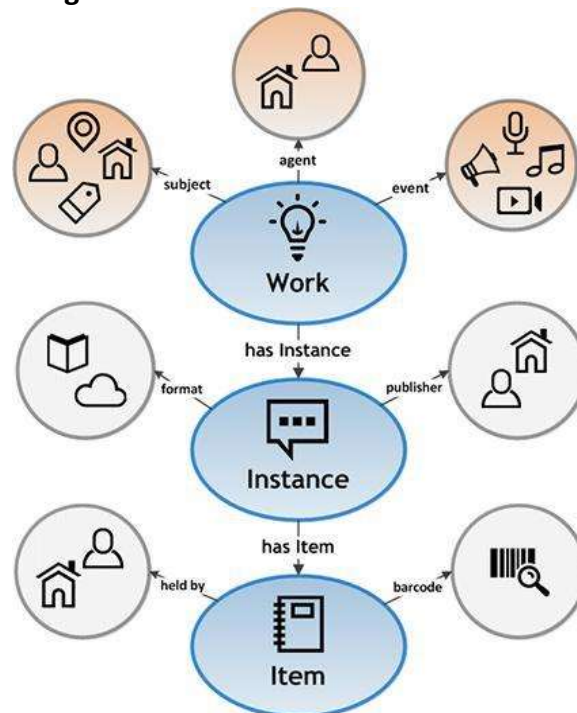 agent
subject
event
Work
has Instance
format
publisher
Instance
has Item
held by
barcode
Item